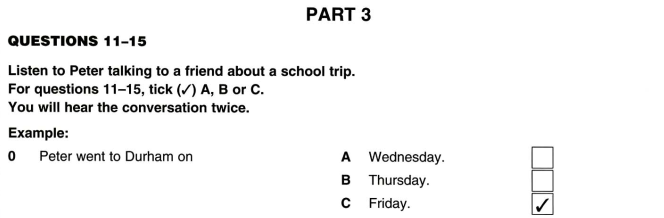 PART 3
QUESTIONS 11–15
Listen to Peter talking to a friend about a school trip.
For questions 11–15, tick (✓) A, B or C.
You will hear the conversation twice.
Example:
0 Peter went to Durham on A Wednesday.
B Thursday.
C Friday. ✓